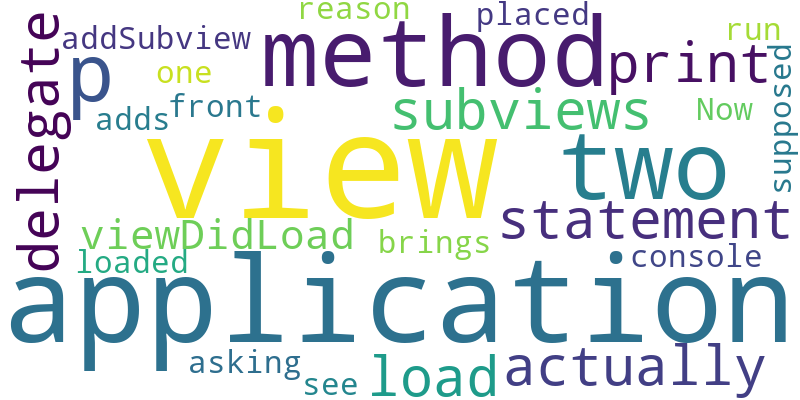 reason
placed
addSubview
method
run
delegate
p
one
print
supposed
adds
front
subviews
Now
view
two
statement
viewDidLoad
brings
loaded
console
application
asking
see
load
actually